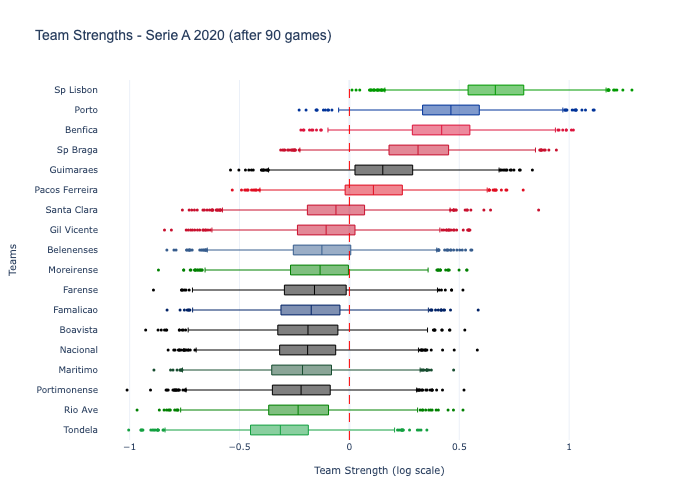 Team Strengths - Serie A 2020 (after 90 games)
Sp Lisbon
Porto
Benfica
Sp Braga
Guimaraes
Pacos Ferreira
Santa Clara
Gil Vicente
Belenenses
Moreirense
Farense
Famalicao
Boavista
Nacional
Maritimo
Portimonense
Rio Ave
Tondela
Teams
−1 −0.5 0 0.5 1
Team Strength (log scale)